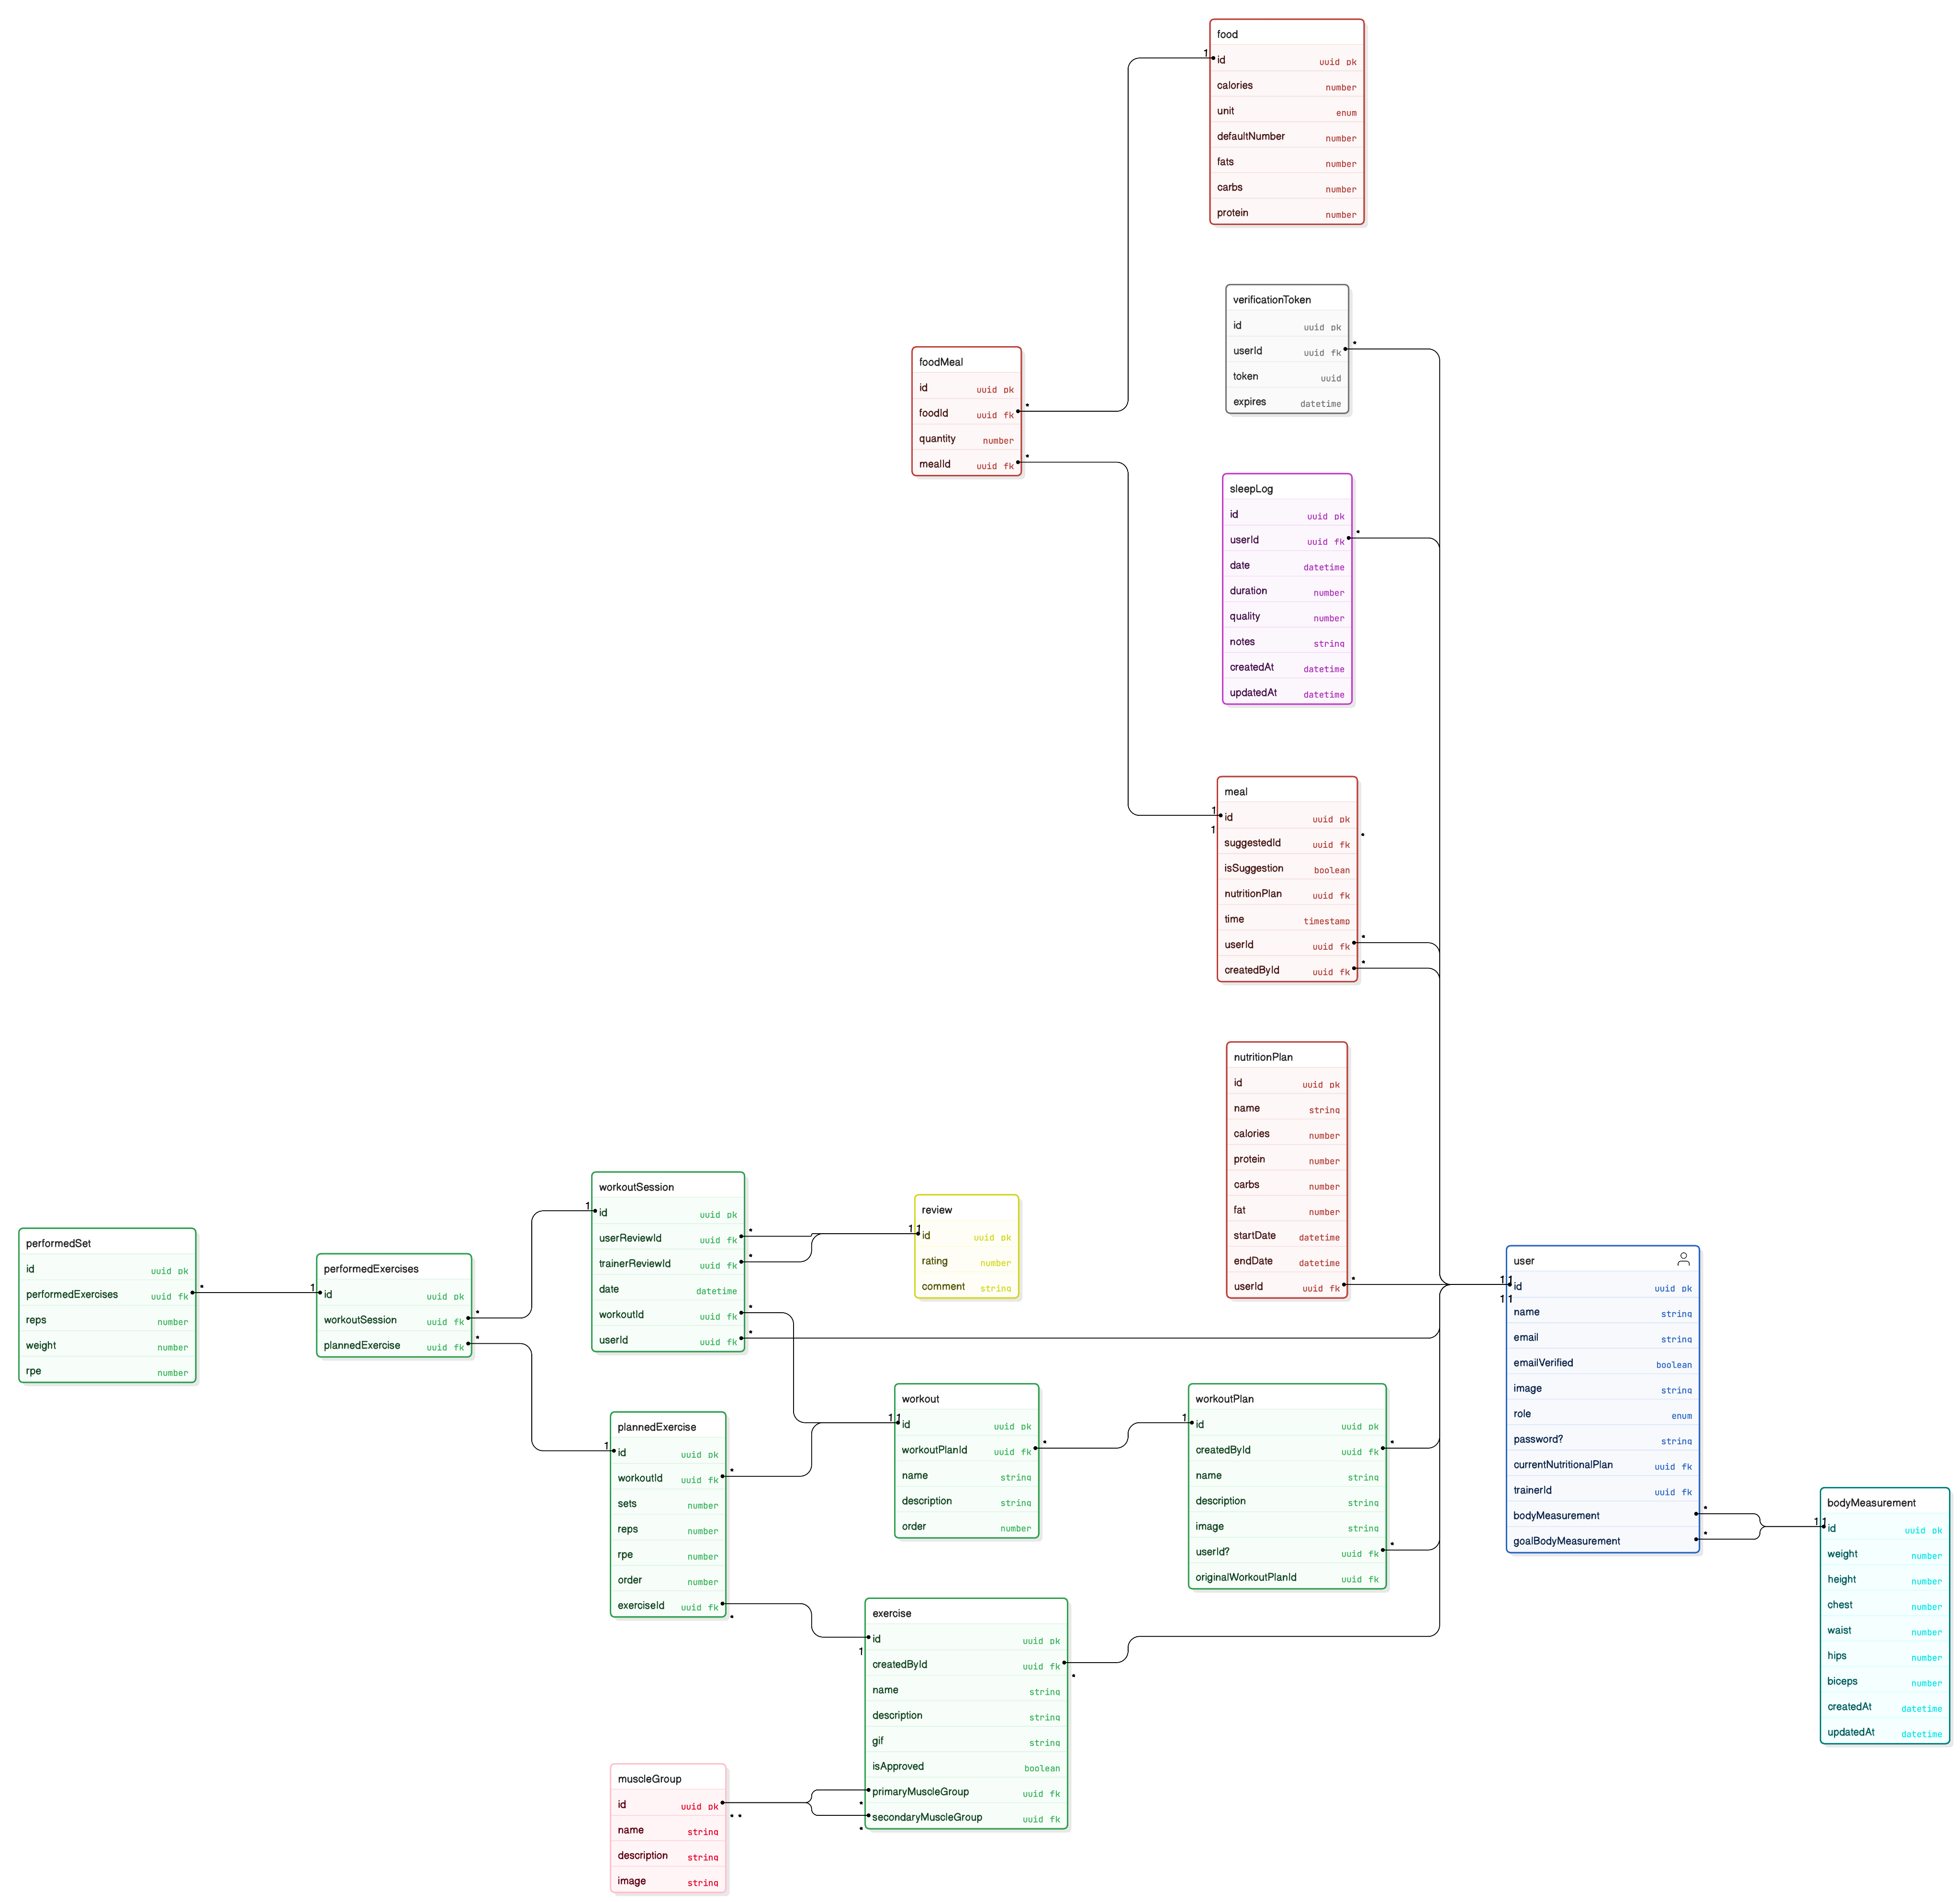 food
id uuid pk
calories number
unit enum
defaultNumber number
fats number
carbs number
protein number
verificationToken
id uuid pk
userId uuid fk
token uuid
expires datetime
foodMeal
id uuid pk
foodId uuid fk
quantity number
mealId uuid fk
sleepLog
id uuid pk
userId uuid fk
date datetime
duration number
quality number
notes string
createdAt datetime
updatedAt datetime
meal
id uuid pk
suggestedId uuid fk
isSuggestion boolean
nutritionPlan uuid fk
time timestamp
userId uuid fk
createdById uuid fk
nutritionPlan
id uuid pk
name string
calories number
protein number
carbs number
fat number
startDate datetime
endDate datetime
userId uuid fk
workoutSession
id uuid pk
userReviewId uuid fk
trainerReviewId uuid fk
date datetime
workoutId uuid fk
userId uuid fk
review
id uuid pk
rating number
comment string
performedSet
id uuid pk
performedExercises uuid fk
reps number
weight number
rpe number
performedExercises
id uuid pk
workoutSession uuid fk
plannedExercise uuid fk
user
id uuid pk
name string
email string
emailVerified boolean
image string
role enum
password? string
currentNutritionalPlan uuid fk
trainerId uuid fk
bodyMeasurement
goalBodyMeasurement
plannedExercise
id uuid pk
workoutId uuid fk
sets number
reps number
rpe number
order number
exerciseId uuid fk
workout
id uuid pk
workoutPlanId uuid fk
name string
description string
order number
workoutPlan
id uuid pk
createdById uuid fk
name string
description string
image string
userId? uuid fk
originalWorkoutPlanId uuid fk
bodyMeasurement
id uuid pk
weight number
height number
chest number
waist number
hips number
biceps number
createdAt datetime
updatedAt datetime
exercise
id uuid pk
createdById uuid fk
name string
description string
gif string
isApproved boolean
primaryMuscleGroup uuid fk
secondaryMuscleGroup uuid fk
muscleGroup
id uuid pk
name string
description string
image string
1
1
1
1
1
1 1
1 1
1 1
1
1 1
1
1 1
1